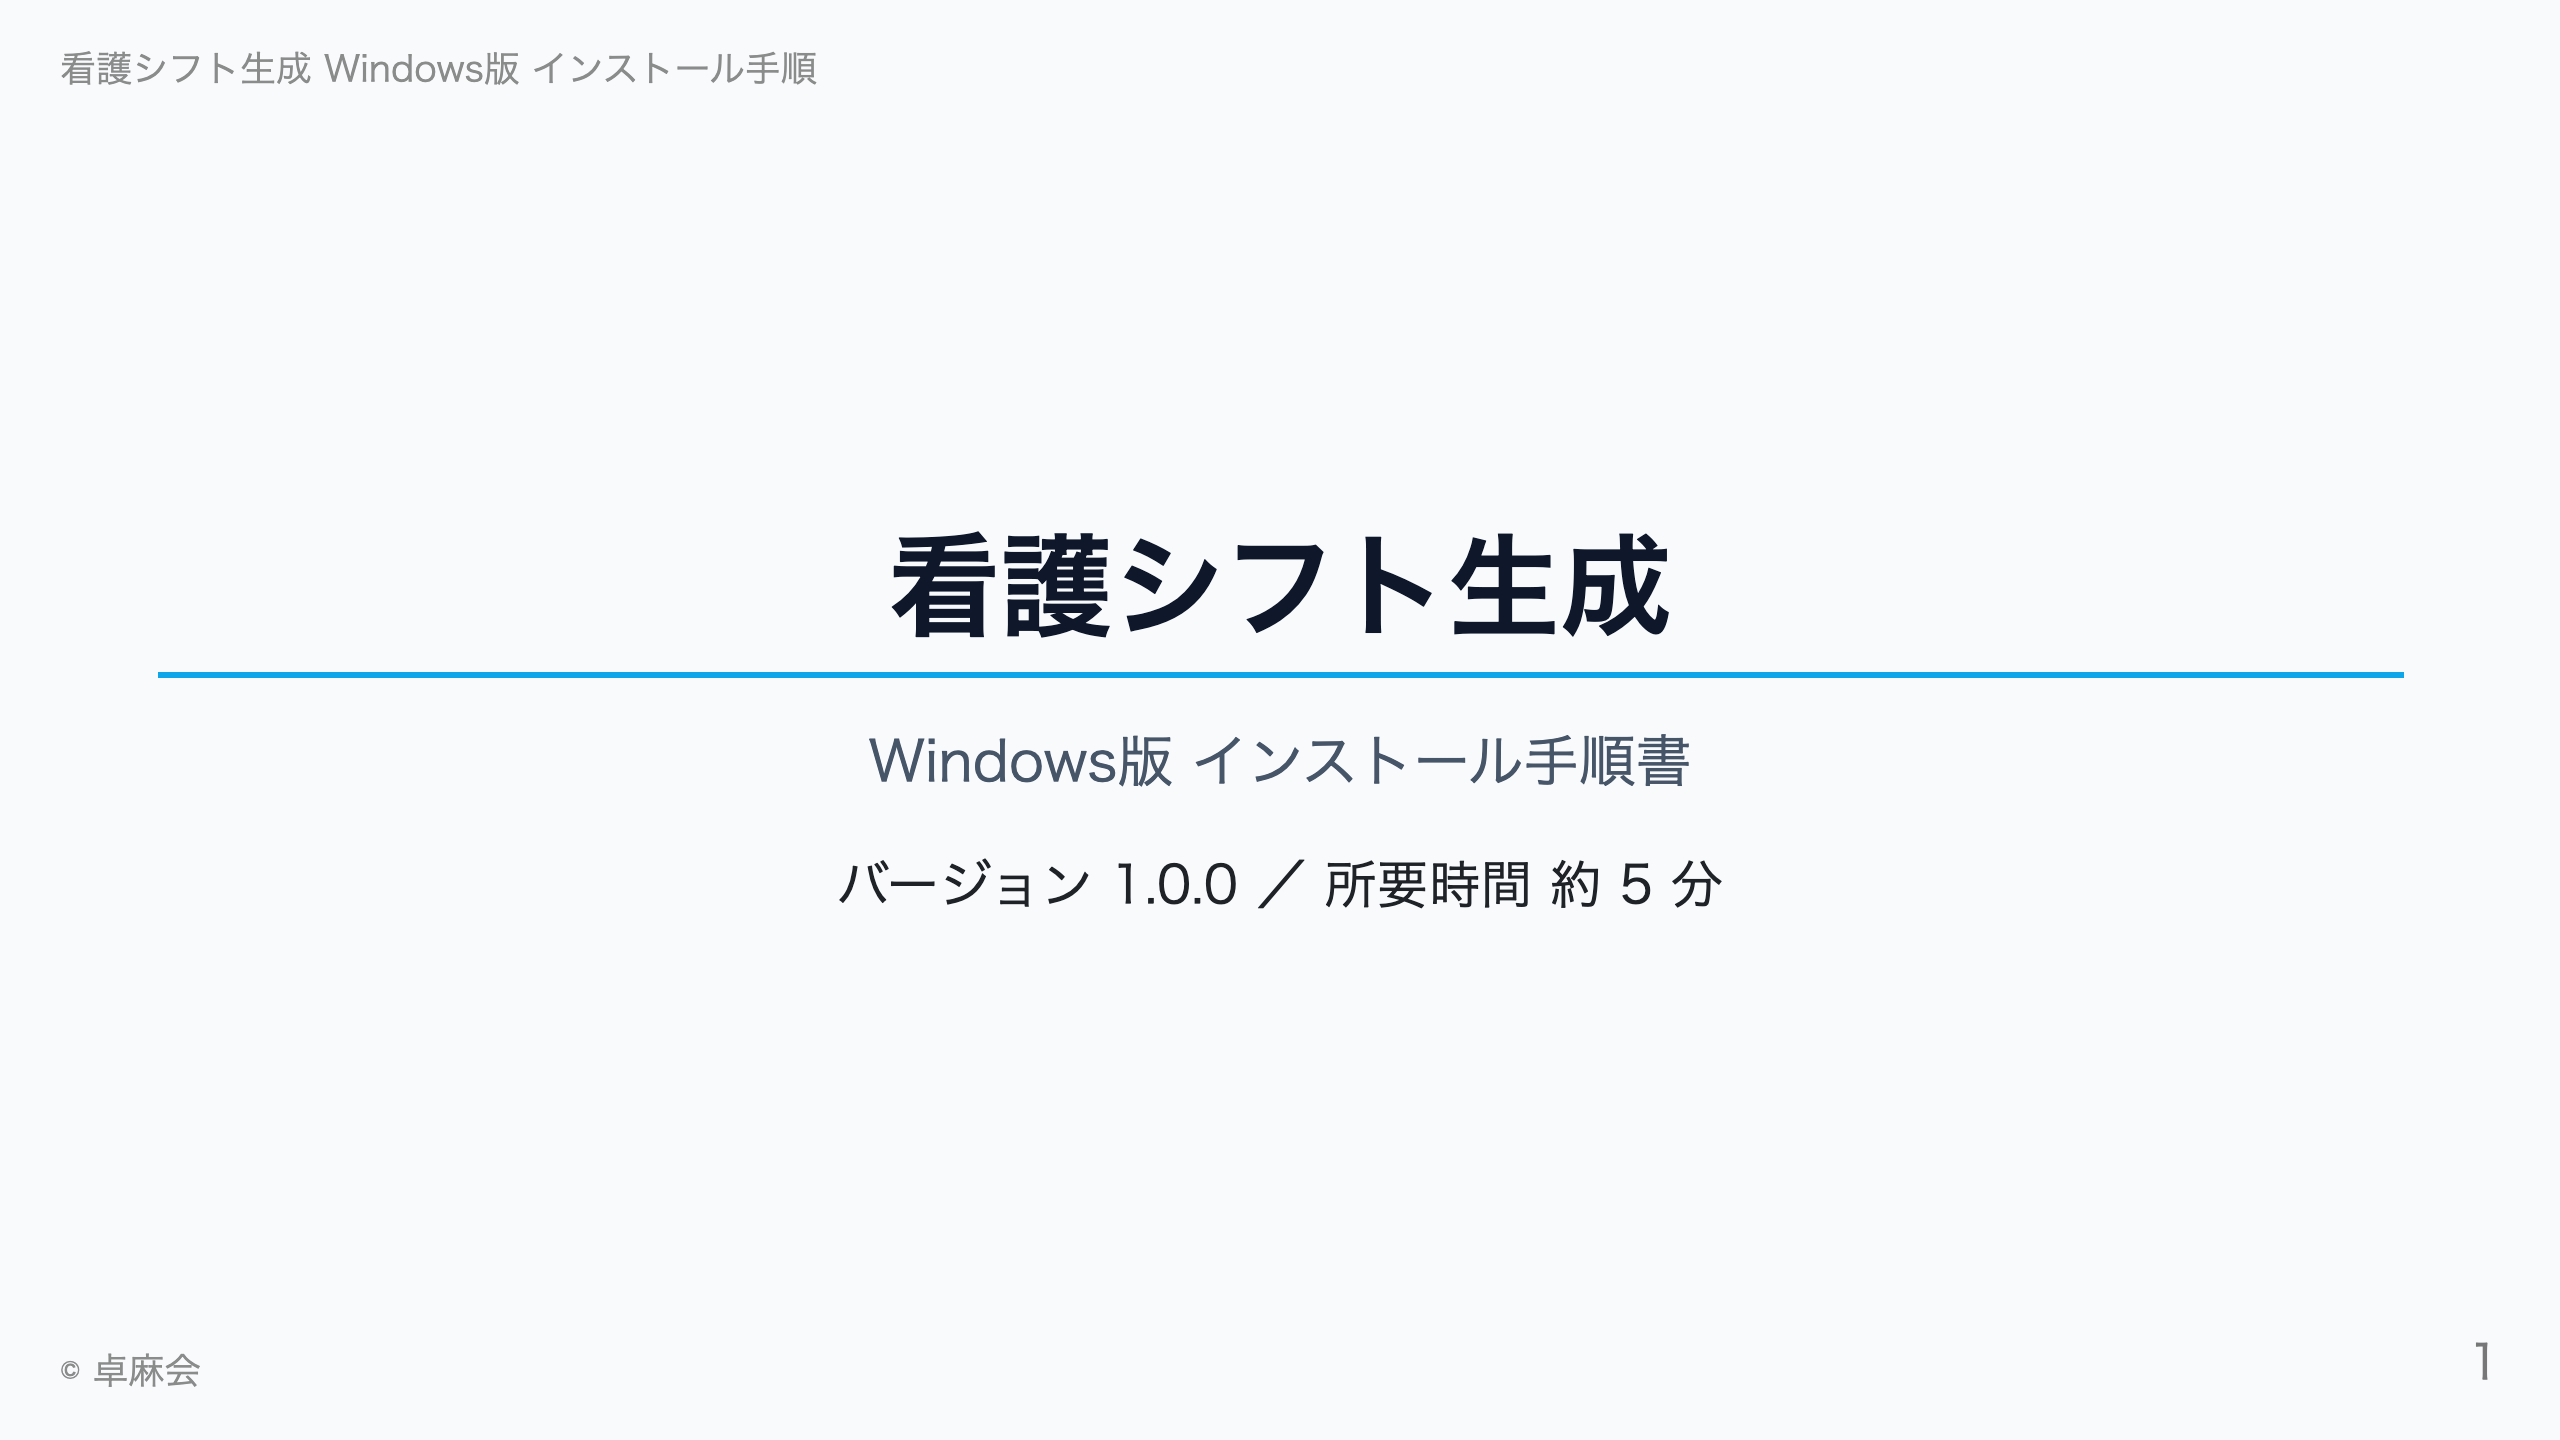 看護シフト生成 Windows版 インストール手順
看護シフト生成
Windows版 インストール手順書
バージョン 1.0.0 ／ 所要時間 約 5 分
© 卓麻会
1